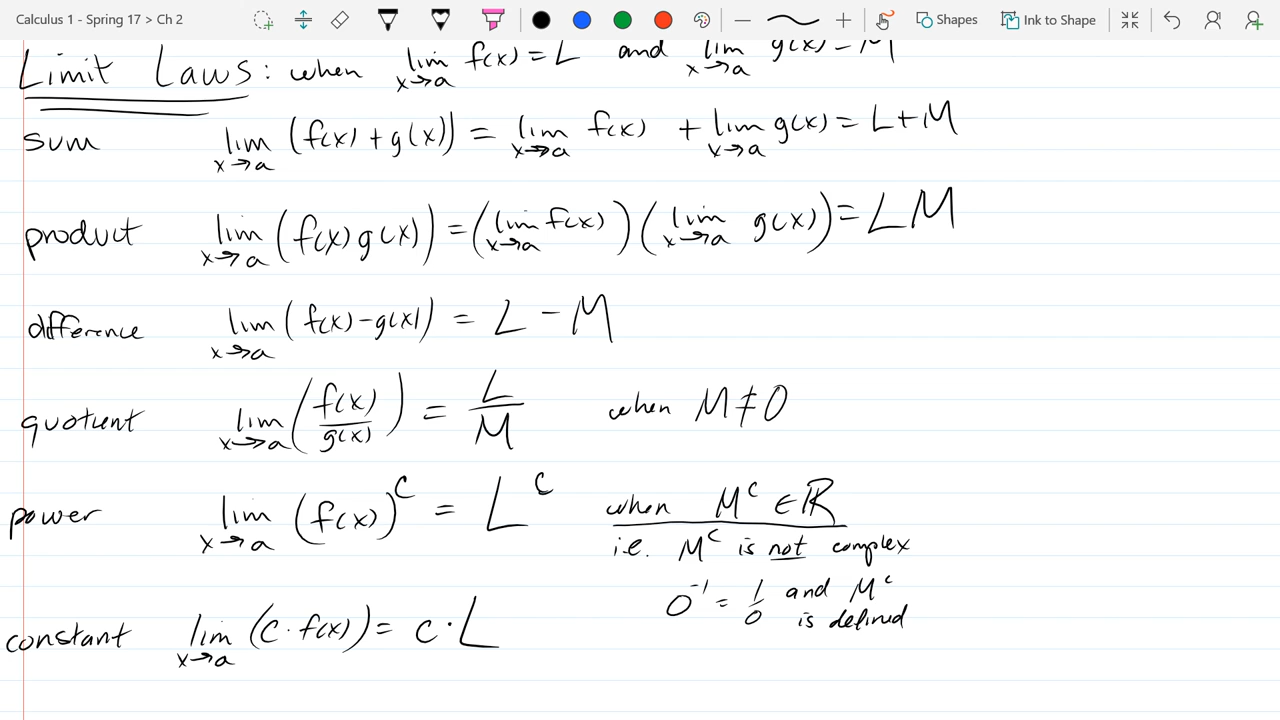 Calculus 1 - Spring 17 > Ch 2
Shapes
Ink to Shape
Limit Laws: when lim x→a f(x) = L and lim x→a g(x) = M
sum lim x→a (f(x) + g(x)) = lim x→a f(x) + lim x→a g(x) = L + M
product lim x→a (f(x) g(x)) = (lim x→a f(x)) (lim x→a g(x)) = LM
difference lim x→a (f(x) - g(x)) = L - M
quotient lim x→a (f(x)/g(x)) = L/M when M ≠ 0
power lim x→a (f(x))^c = L^c when M^c ∈ ℝ
i.e. M^c is not complex
0^-1 = 1/0 and M^c is defined
constant lim x→a (c · f(x)) = c · L